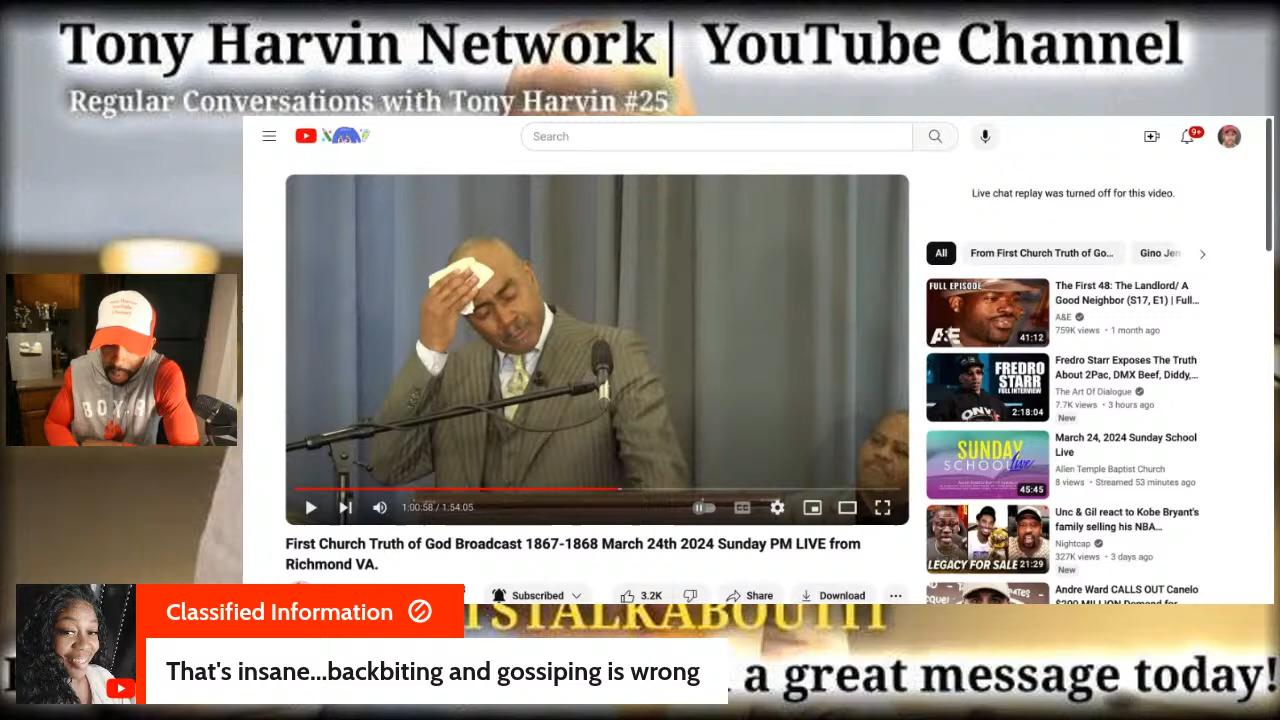 Tony Harvin Network| YouTube Channel
Regular Conversations with Tony Harvin #25
Search
9+
Live chat replay was turned off for this video.
All
From First Church Truth of Go...
Gino Jen
FULL EPISODE
A&E
41:12
The First 48: The Landlord/ A
Good Neighbor (S17, E1) | Full...
A&E
759K views • 1 month ago
FREDRO
STARR
FULL INTERVIEW
2:18:04
Fredro Starr Exposes The Truth
About 2Pac, DMX Beef, Diddy,...
The Art Of Dialogue
7.7K views • 3 hours ago
New
SUNDAY
SCHOOL Live
45:45
March 24, 2024 Sunday School
Live
Allen Temple Baptist Church
8 views • Streamed 53 minutes ago
LEGACY FOR SALE
21:29
Unc & Gil react to Kobe Bryant's
family selling his NBA...
Nightcap
327K views • 3 days ago
New
Andre Ward CALLS OUT Canelo
1:00:58 / 1:54:05
CC
First Church Truth of God Broadcast 1867-1868 March 24th 2024 Sunday PM LIVE from
Richmond VA.
Subscribed
3.2K
Share
Download
Classified Information
That's insane...backbiting and gossiping is wrong
TSTALKABOUTIT
a great message today!